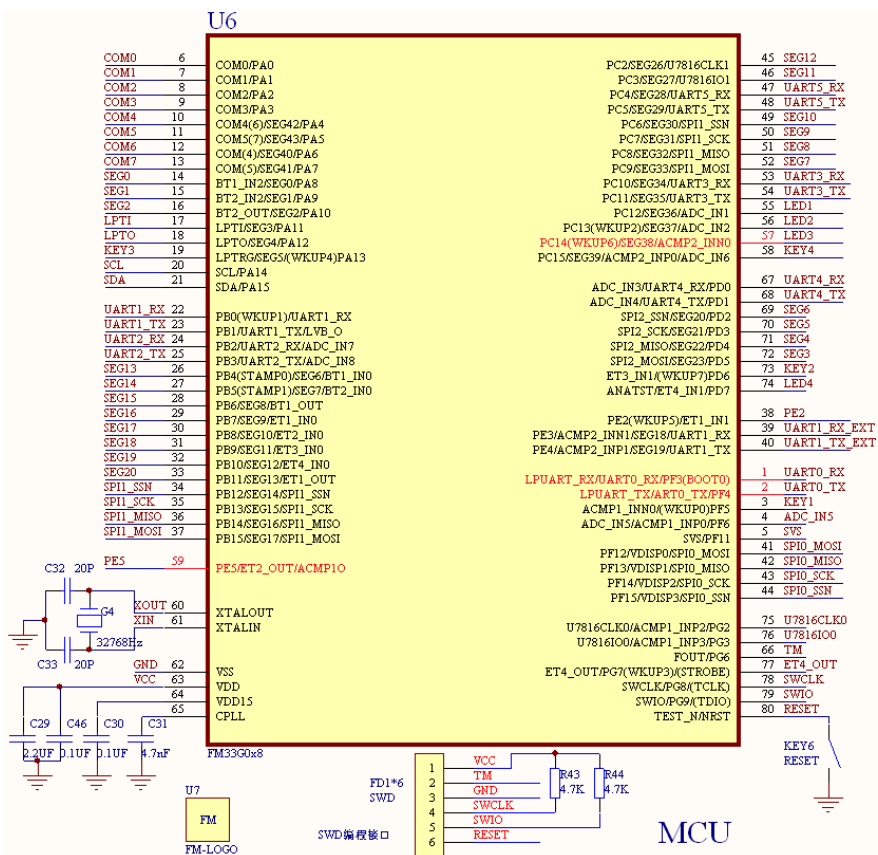 U6
COM0 6 COM0/PA0
COM1 7 COM1/PA1
COM2 8 COM2/PA2
COM3 9 COM3/PA3
COM4 10 COM4(6)/SEG42/PA4
COM5 11 COM5(7)/SEG43/PA5
COM6 12 COM(4)/SEG40/PA6
COM7 13 COM(5)/SEG41/PA7
SEG0 14 BT1_IN2/SEG0/PA8
SEG1 15 BT2_IN2/SEG1/PA9
SEG2 16 BT2_OUT/SEG2/PA10
LPTI 17 LPTI/SEG3/PA11
LPTO 18 LPTO/SEG4/PA12
KEY3 19 LPTRG/SEG5/(WKUP4)PA13
SCL 20 SCL/PA14
SDA 21 SDA/PA15
UART1_RX 22 PB0(WKUP1)/UART1_RX
UART1_TX 23 PB1/UART1_TX/LVB_O
UART2_RX 24 PB2/UART2_RX/ADC_IN7
UART2_TX 25 PB3/UART2_TX/ADC_IN8
SEG13 26 PB4(STAMP0)/SEG6/BT1_IN0
SEG14 27 PB5(STAMP1)/SEG7/BT2_IN0
SEG15 28 PB6/SEG8/BT1_OUT
SEG16 29 PB7/SEG9/ET1_IN0
SEG17 30 PB8/SEG10/ET2_IN0
SEG18 31 PB9/SEG11/ET3_IN0
SEG19 32 PB10/SEG12/ET4_IN0
SEG20 33 PB11/SEG13/ET1_OUT
SPI1_SSN 34 PB12/SEG14/SPI1_SSN
SPI1_SCK 35 PB13/SEG15/SPI1_SCK
SPI1_MISO 36 PB14/SEG16/SPI1_MISO
SPI1_MOSI 37 PB15/SEG17/SPI1_MOSI
PE5 59 PE5/ET2_OUT/ACMP1O
C32 20P
XOUT 60 XTALOUT
G4
XIN 61 XTALIN
32768Hz
C33 20P
GND 62 VSS
VCC 63 VDD
64 VDD15
65 CPLL
C29 C46 C30 C31
2.2UF 0.1UF 0.1UF 4.7nF
FM33G0x8
PC2/SEG26/U7816CLK1 45 SEG12
PC3/SEG27/U7816IO1 46 SEG11
PC4/SEG28/UART5_RX 47 UART5_RX
PC5/SEG29/UART5_TX 48 UART5_TX
PC6/SEG30/SPI1_SSN 49 SEG10
PC7/SEG31/SPI1_SCK 50 SEG9
PC8/SEG32/SPI1_MISO 51 SEG8
PC9/SEG33/SPI1_MOSI 52 SEG7
PC10/SEG34/UART3_RX 53 UART3_RX
PC11/SEG35/UART3_TX 54 UART3_TX
PC12/SEG36/ADC_IN1 55 LED1
PC13(WKUP2)/SEG37/ADC_IN2 56 LED2
PC14(WKUP6)/SEG38/ACMP2_INN0 57 LED3
PC15/SEG39/ACMP2_INP0/ADC_IN6 58 KEY4
ADC_IN3/UART4_RX/PD0 67 UART4_RX
ADC_IN4/UART4_TX/PD1 68 UART4_TX
SPI2_SSN/SEG20/PD2 69 SEG6
SPI2_SCK/SEG21/PD3 70 SEG5
SPI2_MISO/SEG22/PD4 71 SEG4
SPI2_MOSI/SEG23/PD5 72 SEG3
ET3_IN1/(WKUP7)PD6 73 KEY2
ANATST/ET4_IN1/PD7 74 LED4
PE2(WKUP5)/ET1_IN1 38 PE2
PE3/ACMP2_INN1/SEG18/UART1_RX 39 UART1_RX_EXT
PE4/ACMP2_INP1/SEG19/UART1_TX 40 UART1_TX_EXT
LPUART_RX/UART0_RX/PF3(BOOT0) 1 UART0_RX
LPUART_TX/ART0_TX/PF4 2 UART0_TX
ACMP1_INN0/(WKUP0)PF5 3 KEY1
ADC_IN5/ACMP1_INP0/PF6 4 ADC_IN5
SVS/PF11 5 SVS
PF12/VDISP0/SPI0_MOSI 41 SPI0_MOSI
PF13/VDISP1/SPI0_MISO 42 SPI0_MISO
PF14/VDISP2/SPI0_SCK 43 SPI0_SCK
PF15/VDISP3/SPI0_SSN 44 SPI0_SSN
U7816CLK0/ACMP1_INP2/PG2 75 U7816CLK0
U7816IO0/ACMP1_INP3/PG3 76 U7816IO0
FOUT/PG6 66 TM
ET4_OUT/PG7(WKUP3)/(STROBE) 77 ET4_OUT
SWCLK/PG8/(TCLK) 78 SWCLK
SWIO/PG9/(TDIO) 79 SWIO
TEST_N/NRST 80 RESET
KEY6
RESET
U7
FM
FM-LOGO
FD1*6
SWD
SWD编程接口
1 VCC
2 TM
3 GND
4 SWCLK
5 SWIO
6 RESET
R43 R44
4.7K 4.7K
MCU